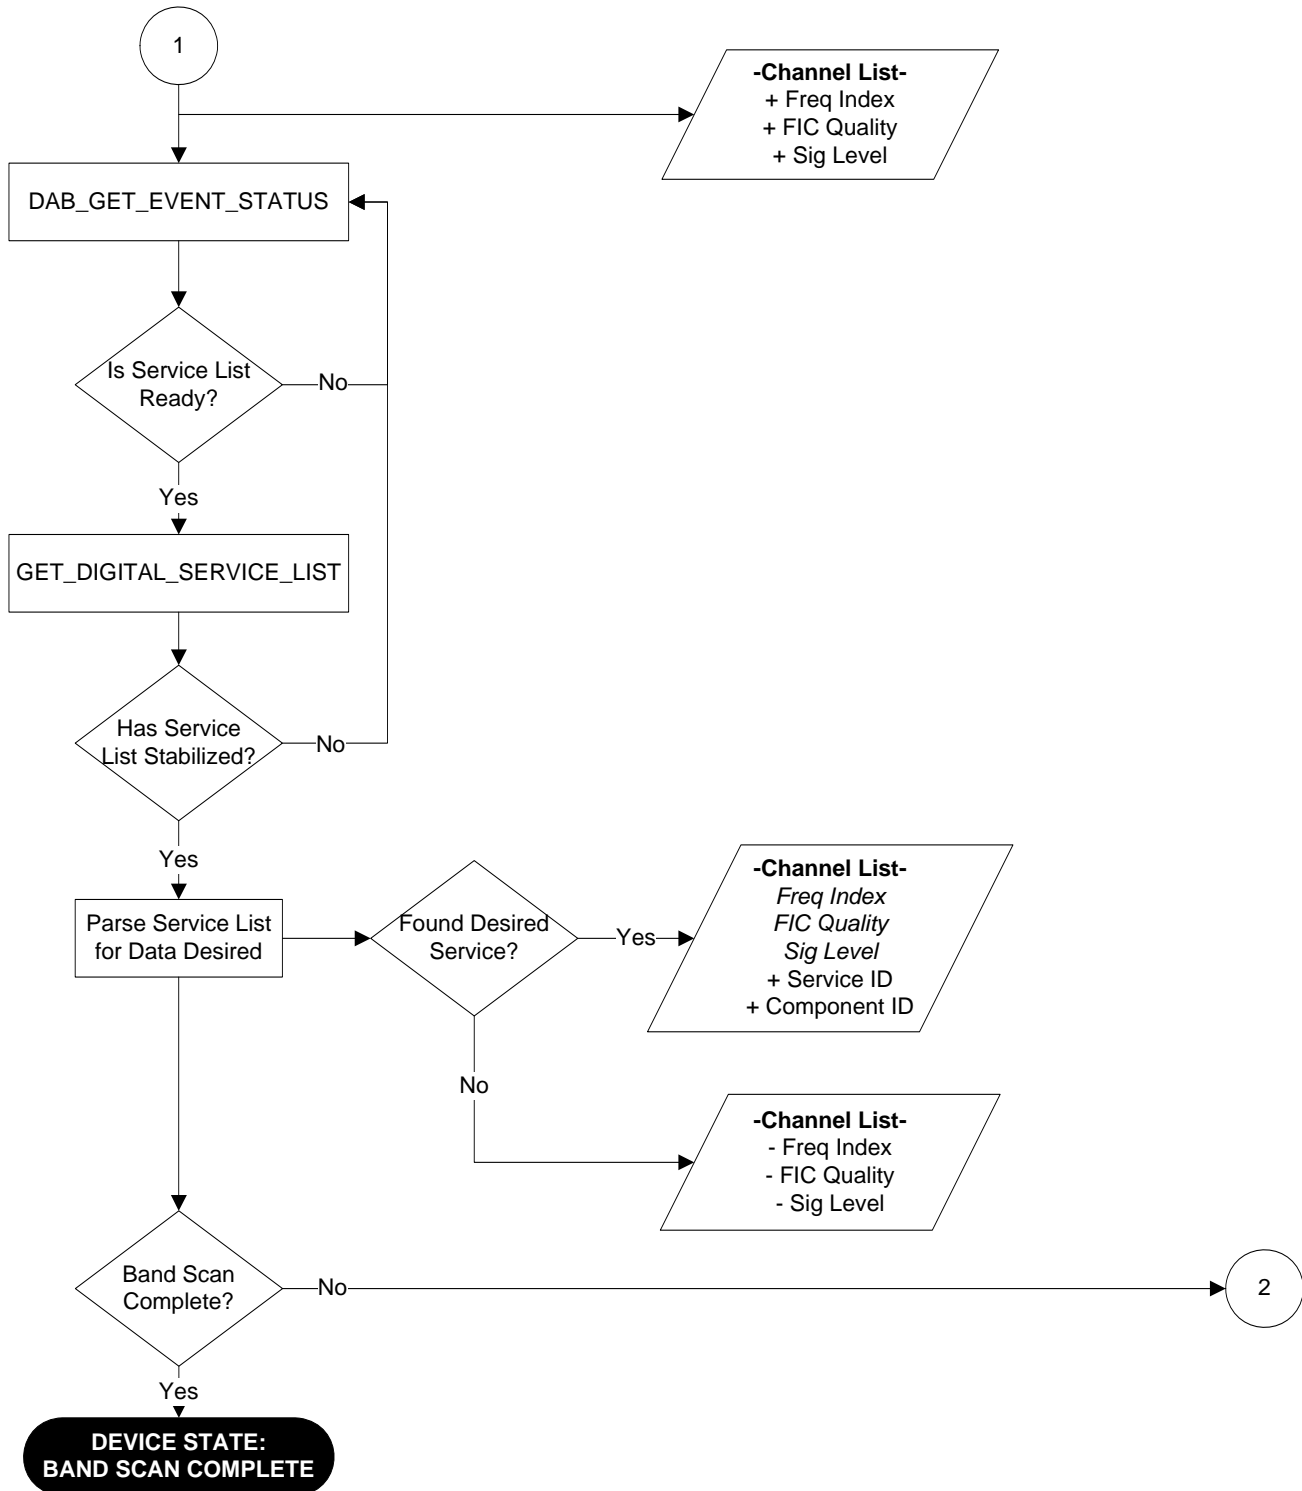 1
-Channel List-
+ Freq Index
+ FIC Quality
+ Sig Level
DAB_GET_EVENT_STATUS
Is Service List
Ready?
No
Yes
GET_DIGITAL_SERVICE_LIST
Has Service
List Stabilized?
No
Yes
Parse Service List
for Data Desired
Found Desired
Service?
Yes
-Channel List-
Freq Index
FIC Quality
Sig Level
+ Service ID
+ Component ID
No
-Channel List-
- Freq Index
- FIC Quality
- Sig Level
Band Scan
Complete?
No
2
Yes
DEVICE STATE:
BAND SCAN COMPLETE